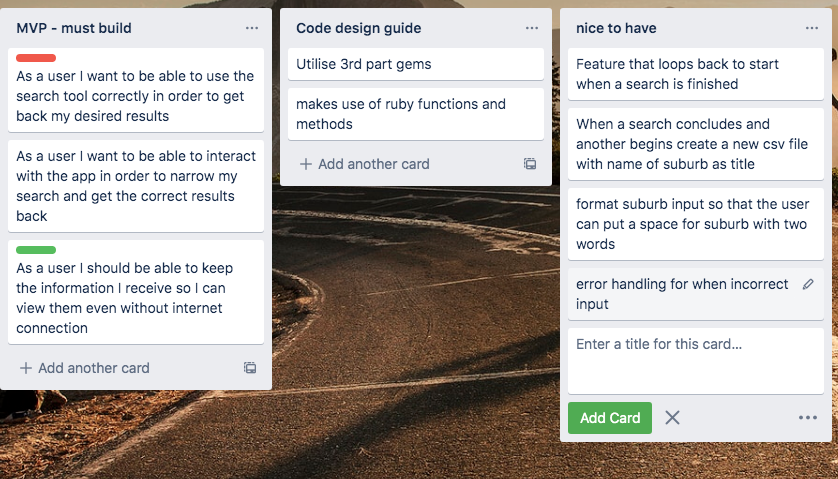 MVP - must build
As a user I want to be able to use the
search tool correctly in order to get
back my desired results
As a user I want to be able to interact
with the app in order to narrow my
search and get the correct results
back
As a user I should be able to keep
the information I receive so I can
view them even without internet
connection
Add another card
Code design guide
Utilise 3rd part gems
makes use of ruby functions and
methods
Add another card
nice to have
Feature that loops back to start
when a search is finished
When a search concludes and
another begins create a new csv file
with name of suburb as title
format suburb input so that the user
can put a space for suburb with two
words
error handling for when incorrect
input
Enter a title for this card...
Add Card